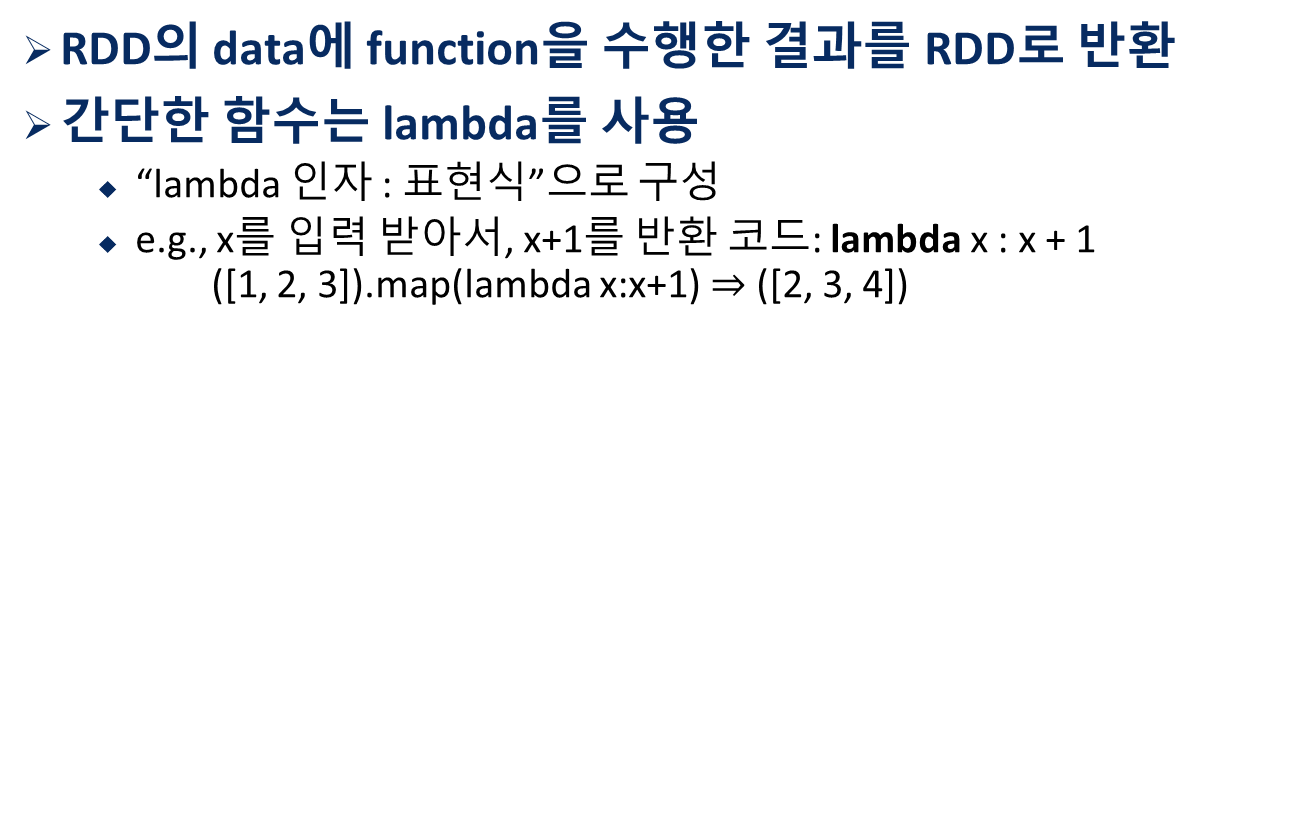 ➢ RDD의 data에 function을 수행한 결과를 RDD로 반환
➢ 간단한 함수는 lambda를 사용
◆ “lambda 인자 : 표현식”으로 구성
◆ e.g., x를 입력 받아서, x+1를 반환 코드: lambda x : x + 1
([1, 2, 3]).map(lambda x:x+1) ⇒ ([2, 3, 4])